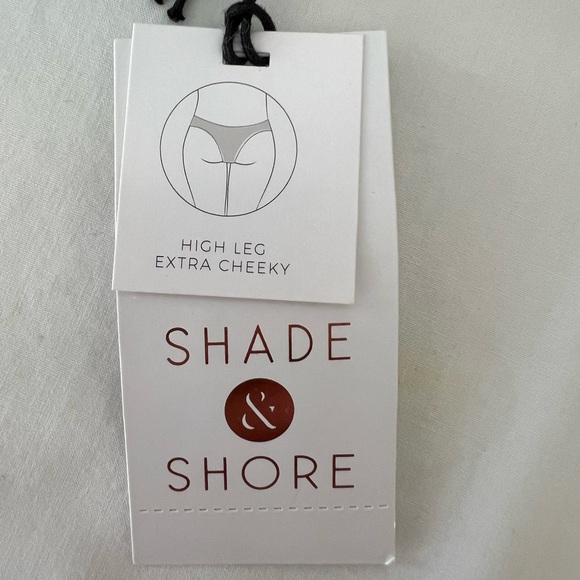 HIGH LEG
EXTRA CHEEKY
SHADE
&
SHORE